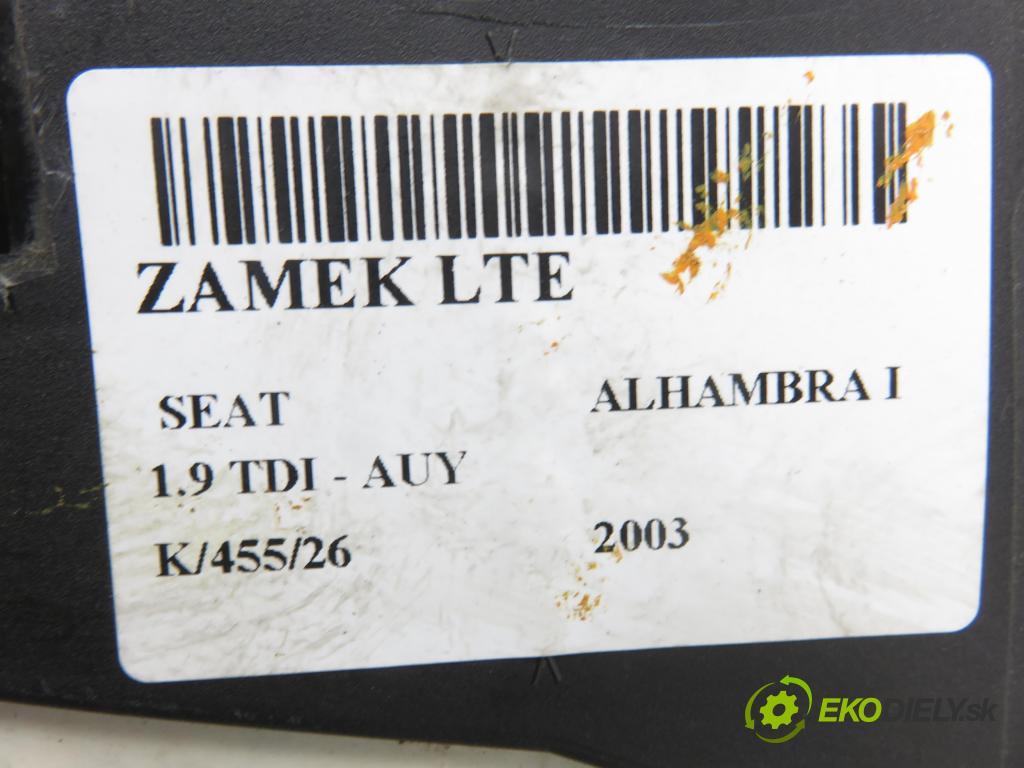 ZAMEK LTE
SEAT ALHAMBRA I
1.9 TDI - AUY
K/455/26 2003
EKODIELY.sk